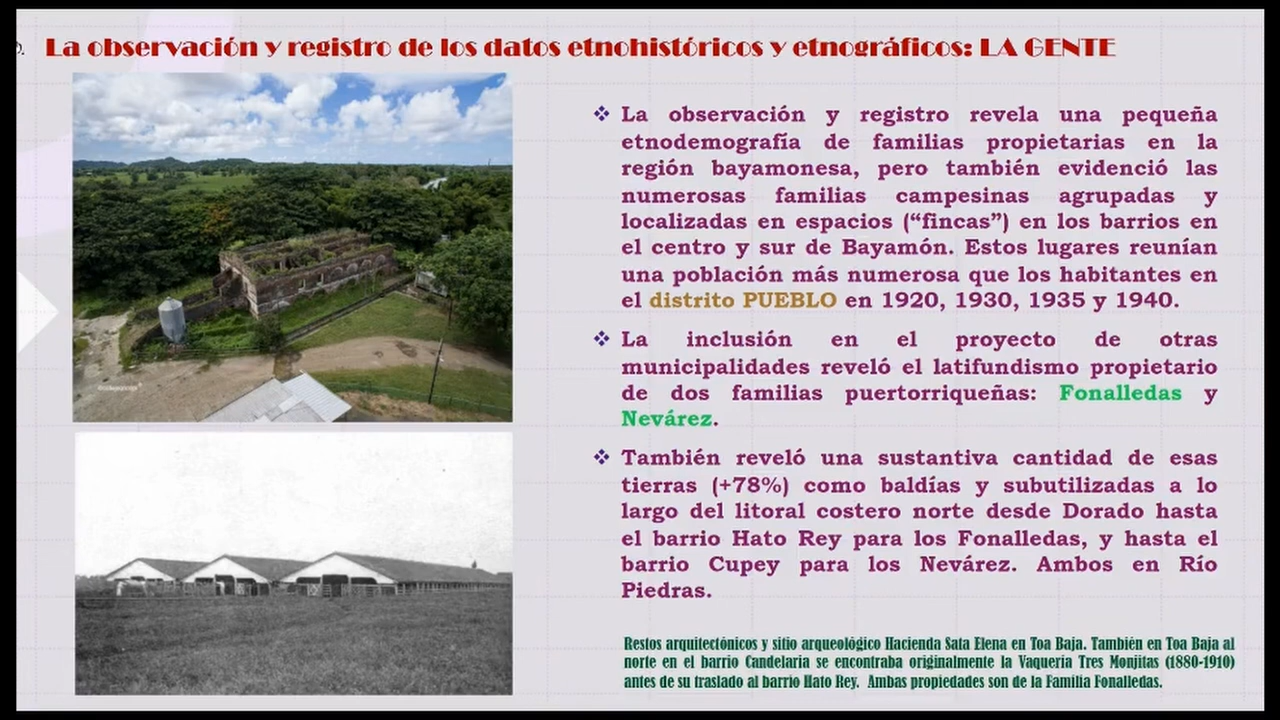 La observación y registro de los datos etnohistóricos y etnográficos: LA GENTE
La observación y registro revela una pequeña
etnodemografía de familias propietarias en la
región bayamonesa, pero también evidenció las
numerosas familias campesinas agrupadas y
localizadas en espacios (“fincas”) en los barrios en
el centro y sur de Bayamón. Estos lugares reunían
una población más numerosa que los habitantes en
el distrito PUEBLO en 1920, 1930, 1935 y 1940.
La inclusión en el proyecto de otras
municipalidades reveló el latifundismo propietario
de dos familias puertorriqueñas: Fonalledas y
Nevárez.
También reveló una sustantiva cantidad de esas
tierras (+78%) como baldías y subutilizadas a lo
largo del litoral costero norte desde Dorado hasta
el barrio Hato Rey para los Fonalledas, y hasta el
barrio Cupey para los Nevárez. Ambos en Río
Piedras.
Restos arquitectónicos y sitio arqueológico Hacienda Sata Elena en Toa Baja. También en Toa Baja al
norte en el barrio Candelaria se encontraba originalmente la Vaquería Tres Monjitas (1880-1910)
antes de su traslado al barrio Hato Rey. Ambas propiedades son de la Familia Fonalledas.